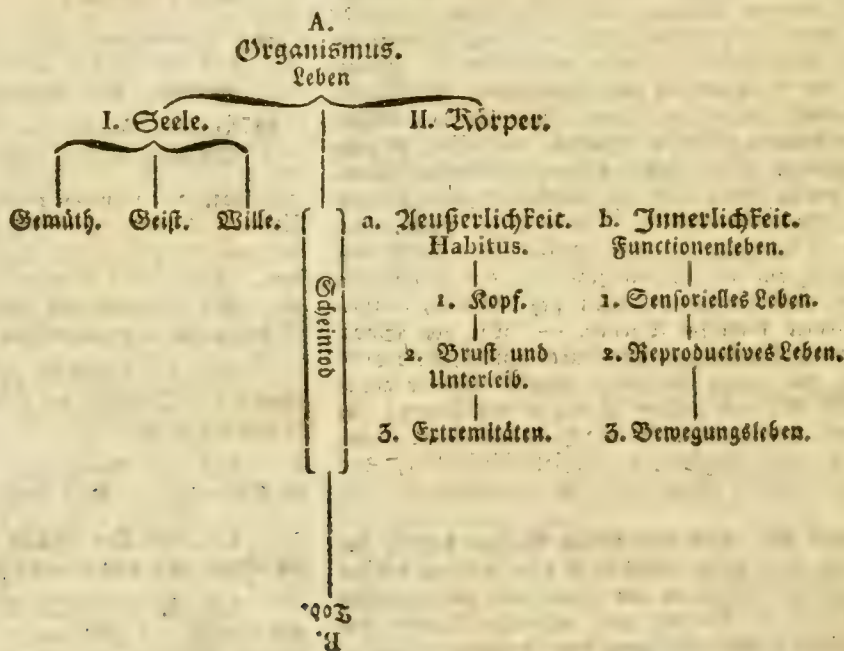 A.
Organismus.
Leben
I. Seele.
II. Körper.
Gemüth. Geist. Wille.
Scheintod
a. Aeußerlichkeit.
Habitus.
1. Kopf.
2. Brust und
Unterleib.
3. Extremitäten.
b. Innerlichkeit.
Functionenleben.
1. Sensorielles Leben.
2. Reproductives Leben.
3. Bewegungsleben.
Tod.